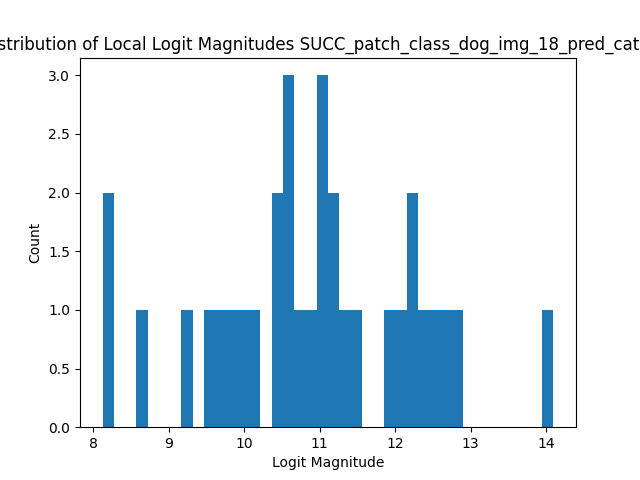 stribution of Local Logit Magnitudes SUCC_patch_class_dog_img_18_pred_cat
3.0
2.5
2.0
1.5
1.0
0.5
0.0
Count
8 9 10 11 12 13 14
Logit Magnitude